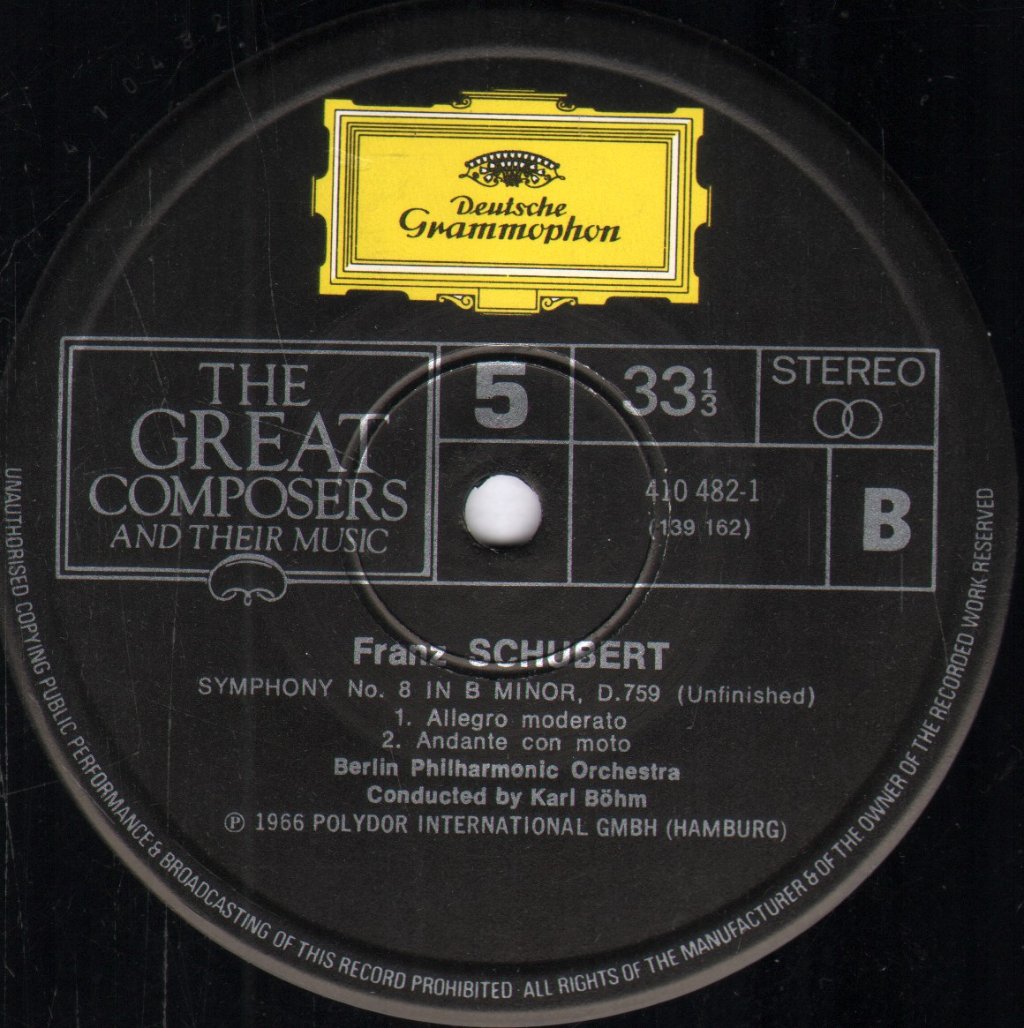 Deutsche
Grammophon
THE
GREAT
COMPOSERS
AND THEIR MUSIC
5
33 1/3
STEREO
410 482-1
(139 162)
B
Franz SCHUBERT
SYMPHONY No. 8 IN B MINOR, D.759 (Unfinished)
1. Allegro moderato
2. Andante con moto
Berlin Philharmonic Orchestra
Conducted by Karl Böhm
℗ 1966 POLYDOR INTERNATIONAL GMBH (HAMBURG)
UNAUTHORISED COPYING PUBLIC PERFORMANCE & BROADCASTING OF THIS RECORD PROHIBITED · ALL RIGHTS OF THE MANUFACTURER & OF THE OWNER OF THE RECORDED WORK RESERVED